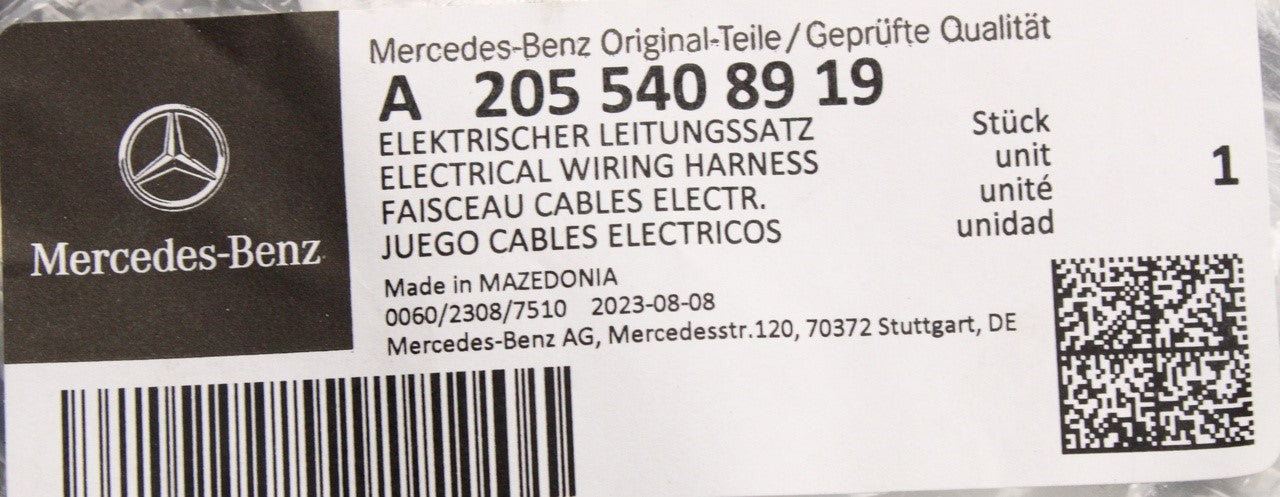 Mercedes-Benz
Mercedes-Benz Original-Teile/Geprüfte Qualität
A 205 540 89 19
ELEKTRISCHER LEITUNGSSATZ Stück
ELECTRICAL WIRING HARNESS unit 1
FAISCEAU CABLES ELECTR. unité
JUEGO CABLES ELECTRICOS unidad
Made in MAZEDONIA
0060/2308/7510 2023-08-08
Mercedes-Benz AG, Mercedesstr.120, 70372 Stuttgart, DE